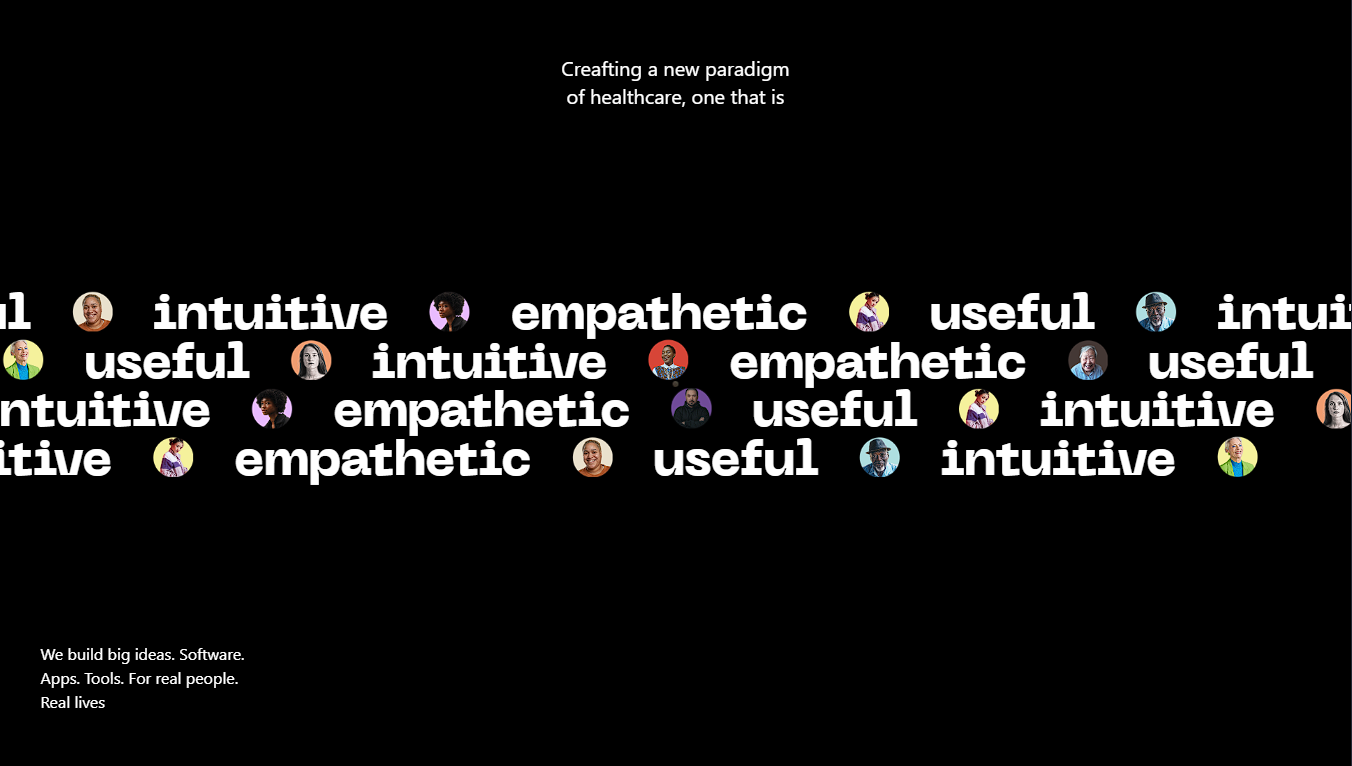 Creafting a new paradigm
of healthcare, one that is
ul intuitive empathetic useful intui
useful intuitive empathetic useful
ntuitive empathetic useful intuitive
itive empathetic useful intuitive
We build big ideas. Software.
Apps. Tools. For real people.
Real lives